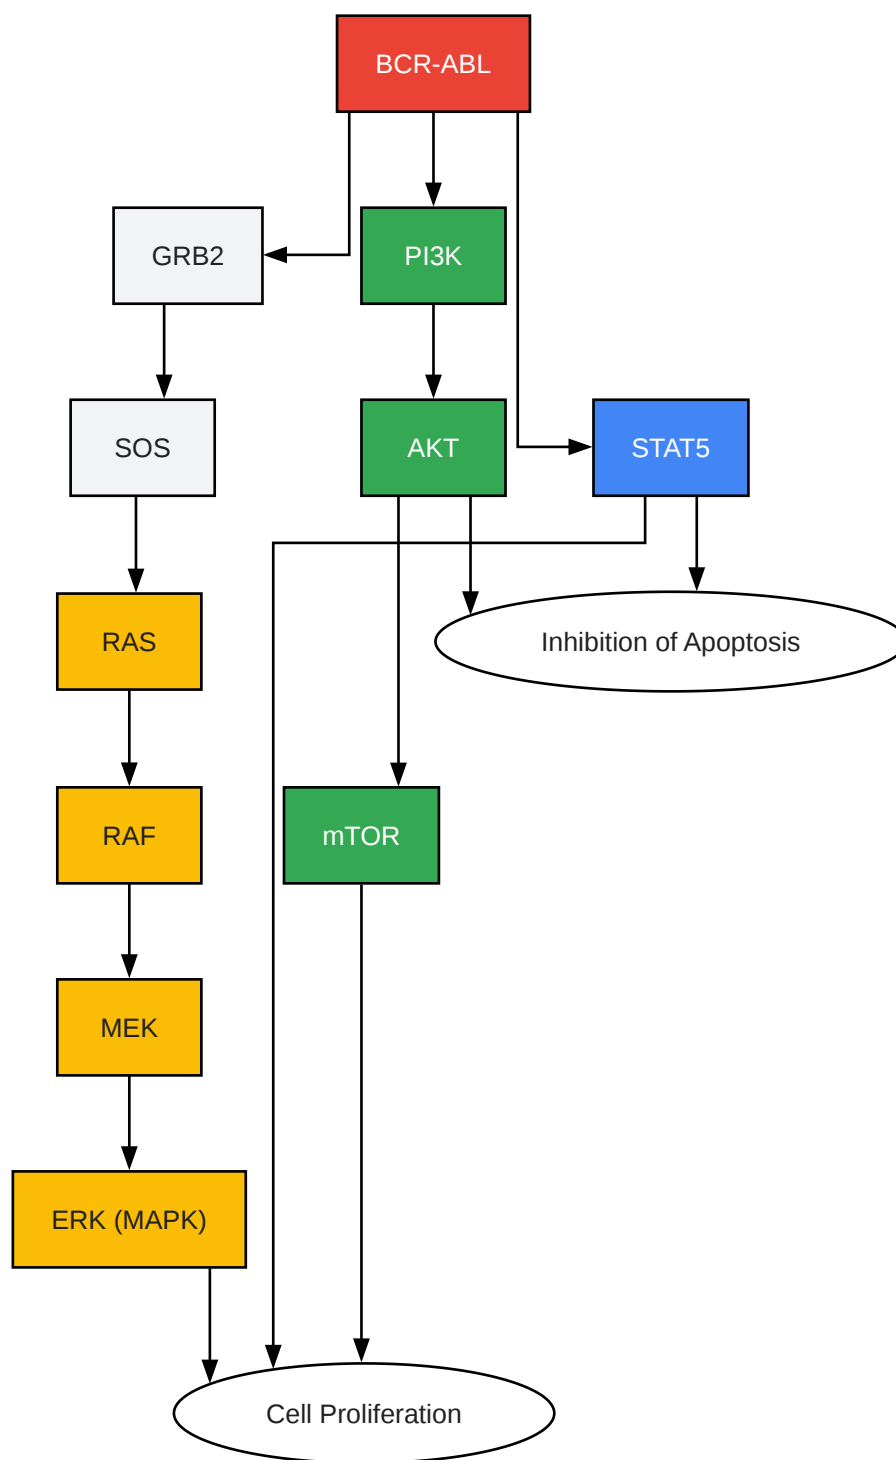 BCR-ABL
GRB2
PI3K
SOS
AKT
STAT5
RAS
Inhibition of Apoptosis
RAF
mTOR
MEK
ERK (MAPK)
Cell Proliferation